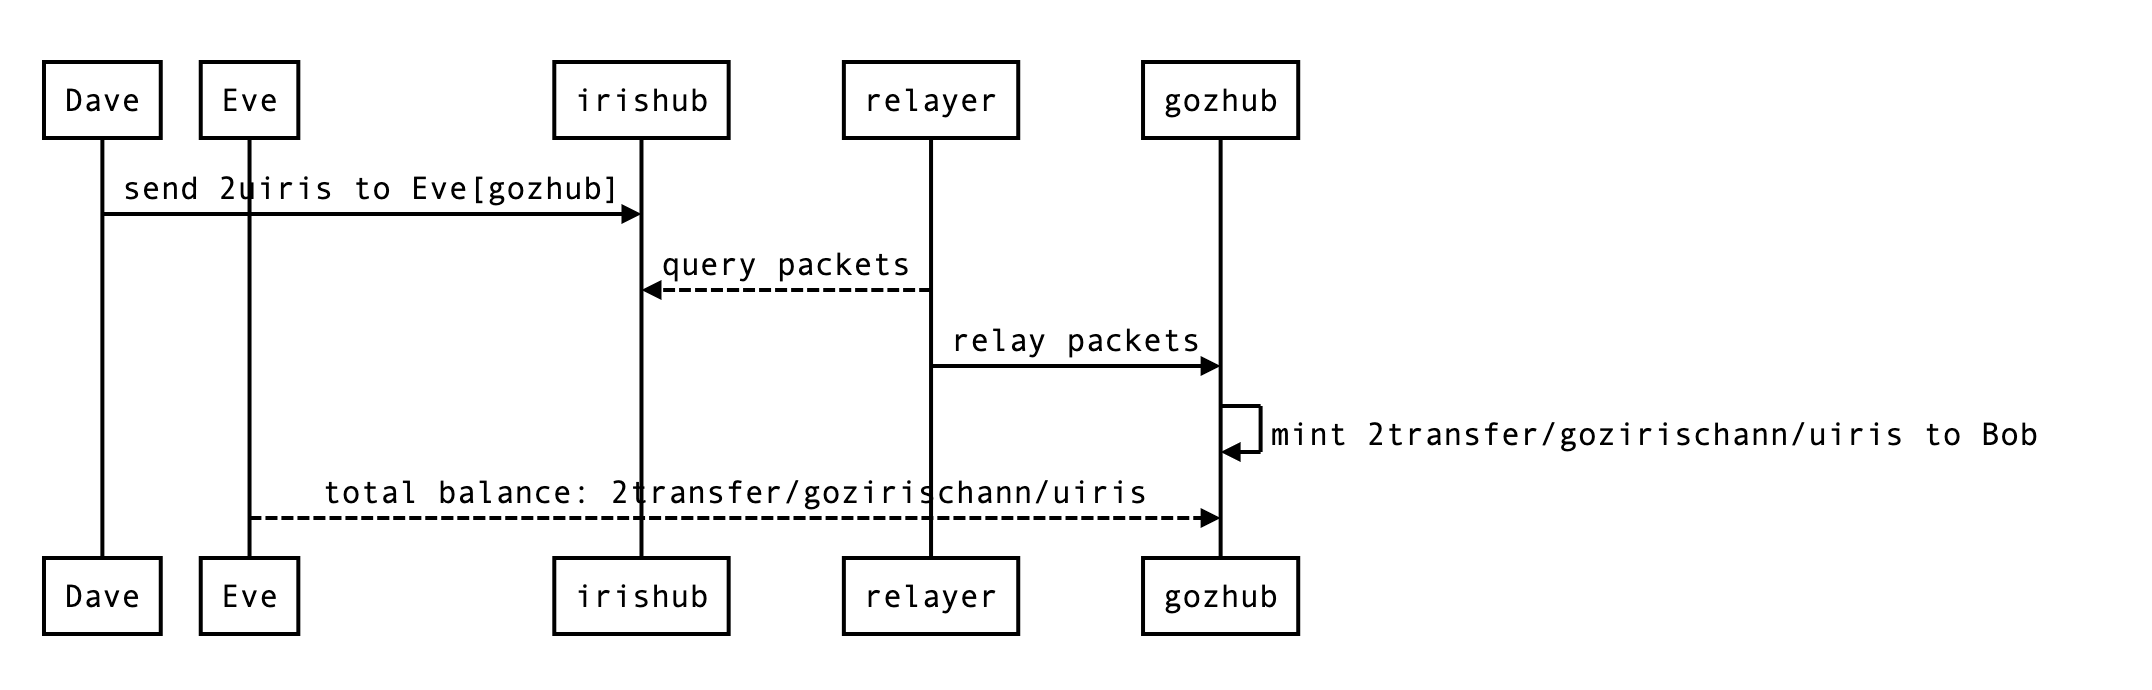 Dave
Eve
irishub
relayer
gozhub
send 2uiris to Eve[gozhub]
query packets
relay packets
mint 2transfer/gozirischann/uiris to Bob
total balance: 2transfer/gozirischann/uiris
Dave
Eve
irishub
relayer
gozhub